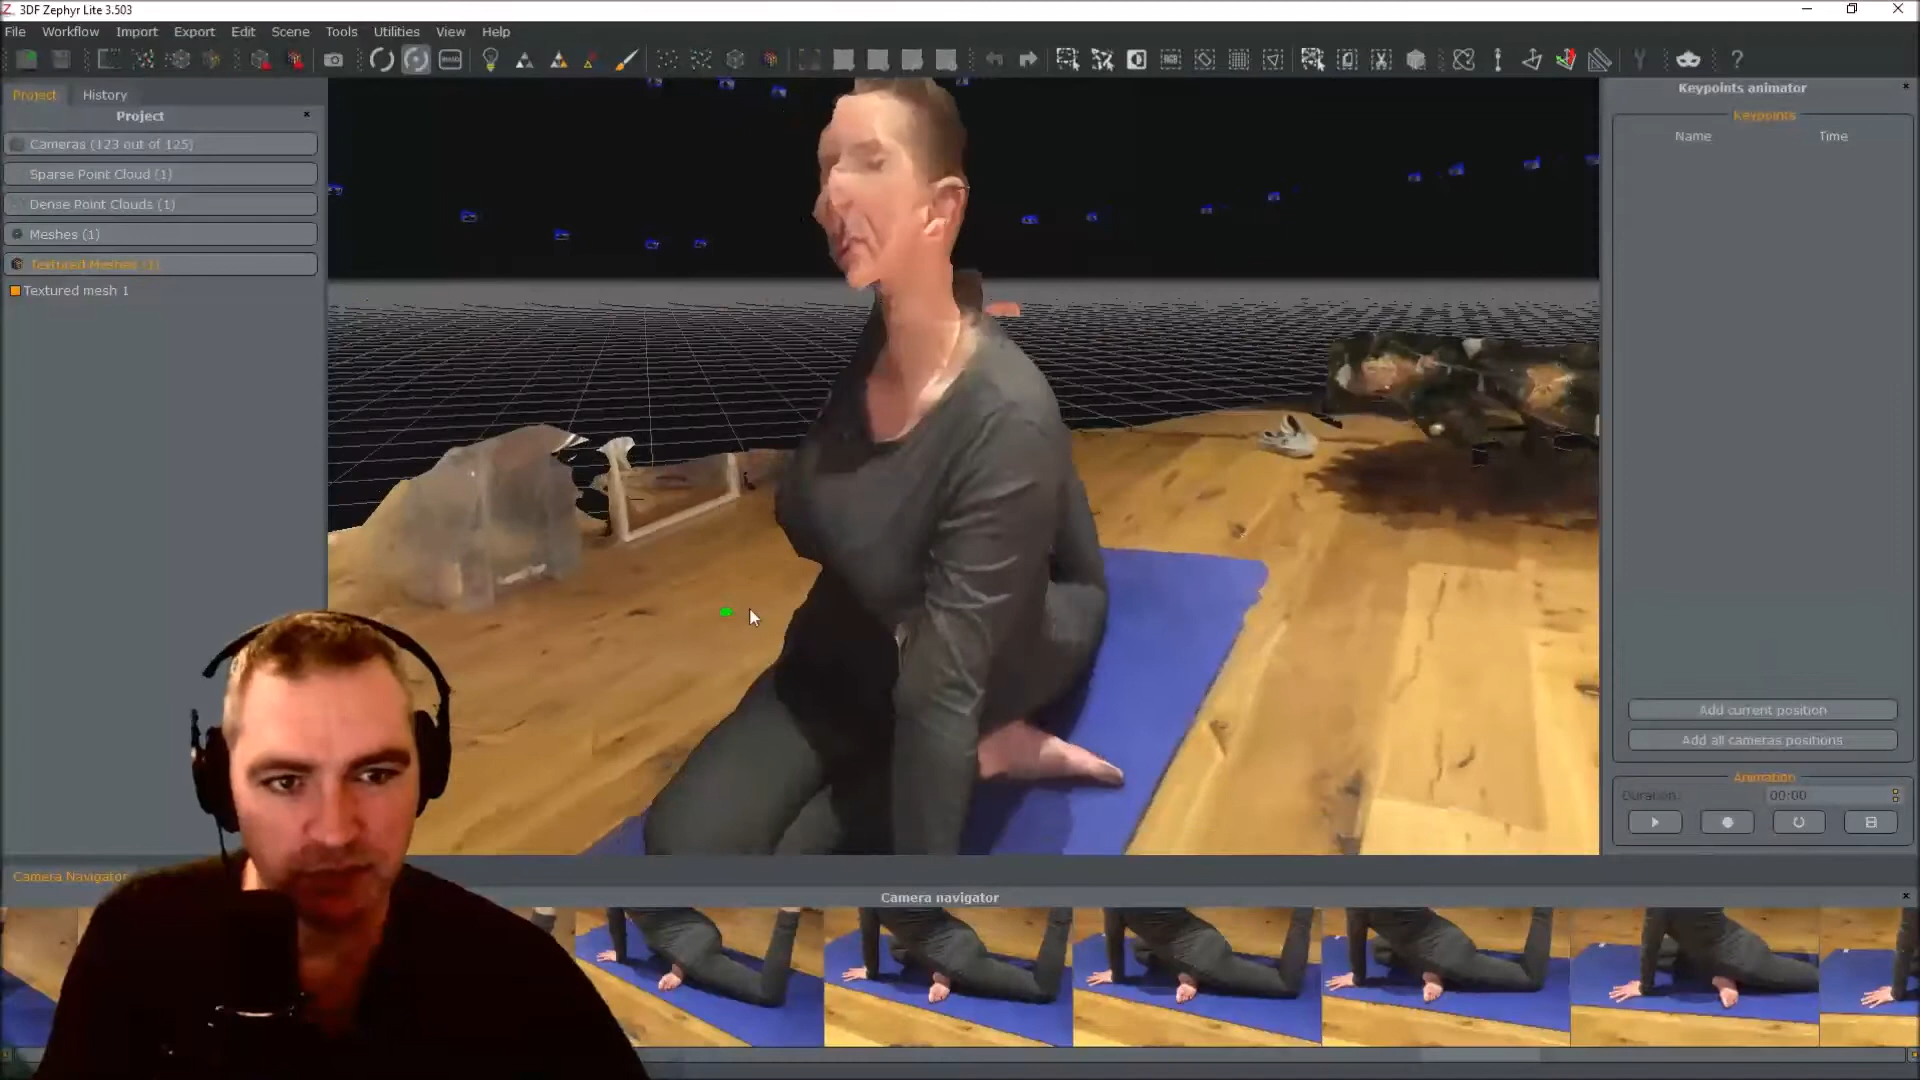 3DF Zephyr Lite 3.503
File Workflow Import Export Edit Scene Tools Utilities View Help
Project History
Project
Cameras (123 out of 125)
Sparse Point Cloud (1)
Dense Point Clouds (1)
Meshes (1)
Textured Meshes (1)
Textured mesh 1
Keypoints animator
Keypoints
Name Time
Add current position
Add all cameras positions
Animation
Duration: 00:00
Camera Navigator
Camera navigator